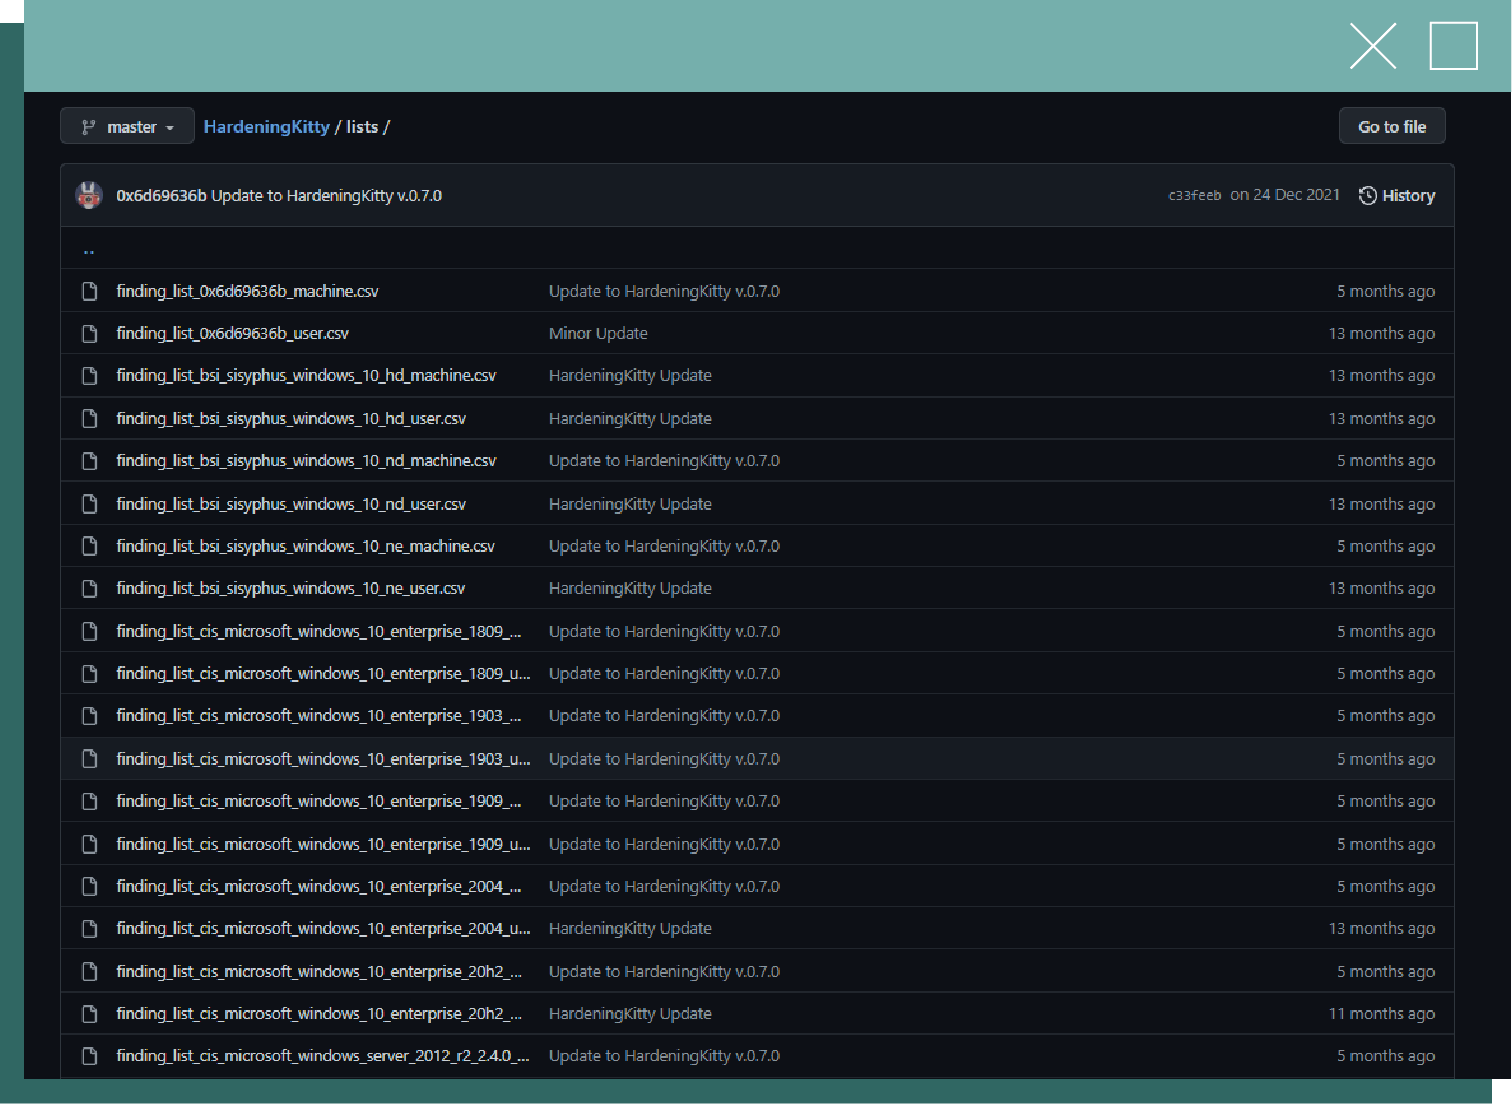 master HardeningKitty / lists / Go to file
0x6d69636b Update to HardeningKitty v.0.7.0 c33feeb on 24 Dec 2021 History
..
finding_list_0x6d69636b_machine.csv Update to HardeningKitty v.0.7.0 5 months ago
finding_list_0x6d69636b_user.csv Minor Update 13 months ago
finding_list_bsi_sisyphus_windows_10_hd_machine.csv HardeningKitty Update 13 months ago
finding_list_bsi_sisyphus_windows_10_hd_user.csv HardeningKitty Update 13 months ago
finding_list_bsi_sisyphus_windows_10_nd_machine.csv Update to HardeningKitty v.0.7.0 5 months ago
finding_list_bsi_sisyphus_windows_10_nd_user.csv HardeningKitty Update 13 months ago
finding_list_bsi_sisyphus_windows_10_ne_machine.csv Update to HardeningKitty v.0.7.0 5 months ago
finding_list_bsi_sisyphus_windows_10_ne_user.csv HardeningKitty Update 13 months ago
finding_list_cis_microsoft_windows_10_enterprise_1809_... Update to HardeningKitty v.0.7.0 5 months ago
finding_list_cis_microsoft_windows_10_enterprise_1809_u... Update to HardeningKitty v.0.7.0 5 months ago
finding_list_cis_microsoft_windows_10_enterprise_1903_... Update to HardeningKitty v.0.7.0 5 months ago
finding_list_cis_microsoft_windows_10_enterprise_1903_u... Update to HardeningKitty v.0.7.0 5 months ago
finding_list_cis_microsoft_windows_10_enterprise_1909_... Update to HardeningKitty v.0.7.0 5 months ago
finding_list_cis_microsoft_windows_10_enterprise_1909_u... Update to HardeningKitty v.0.7.0 5 months ago
finding_list_cis_microsoft_windows_10_enterprise_2004_... Update to HardeningKitty v.0.7.0 5 months ago
finding_list_cis_microsoft_windows_10_enterprise_2004_u... HardeningKitty Update 13 months ago
finding_list_cis_microsoft_windows_10_enterprise_20h2_... Update to HardeningKitty v.0.7.0 5 months ago
finding_list_cis_microsoft_windows_10_enterprise_20h2_... HardeningKitty Update 11 months ago
finding_list_cis_microsoft_windows_server_2012_r2_2.4.0_... Update to HardeningKitty v.0.7.0 5 months ago